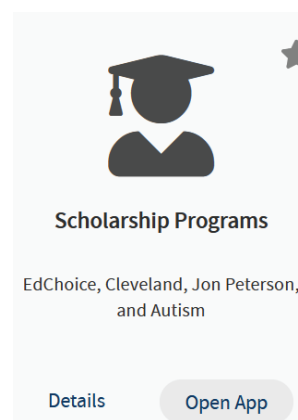 Scholarship Programs
EdChoice, Cleveland, Jon Peterson,
and Autism
Details
Open App